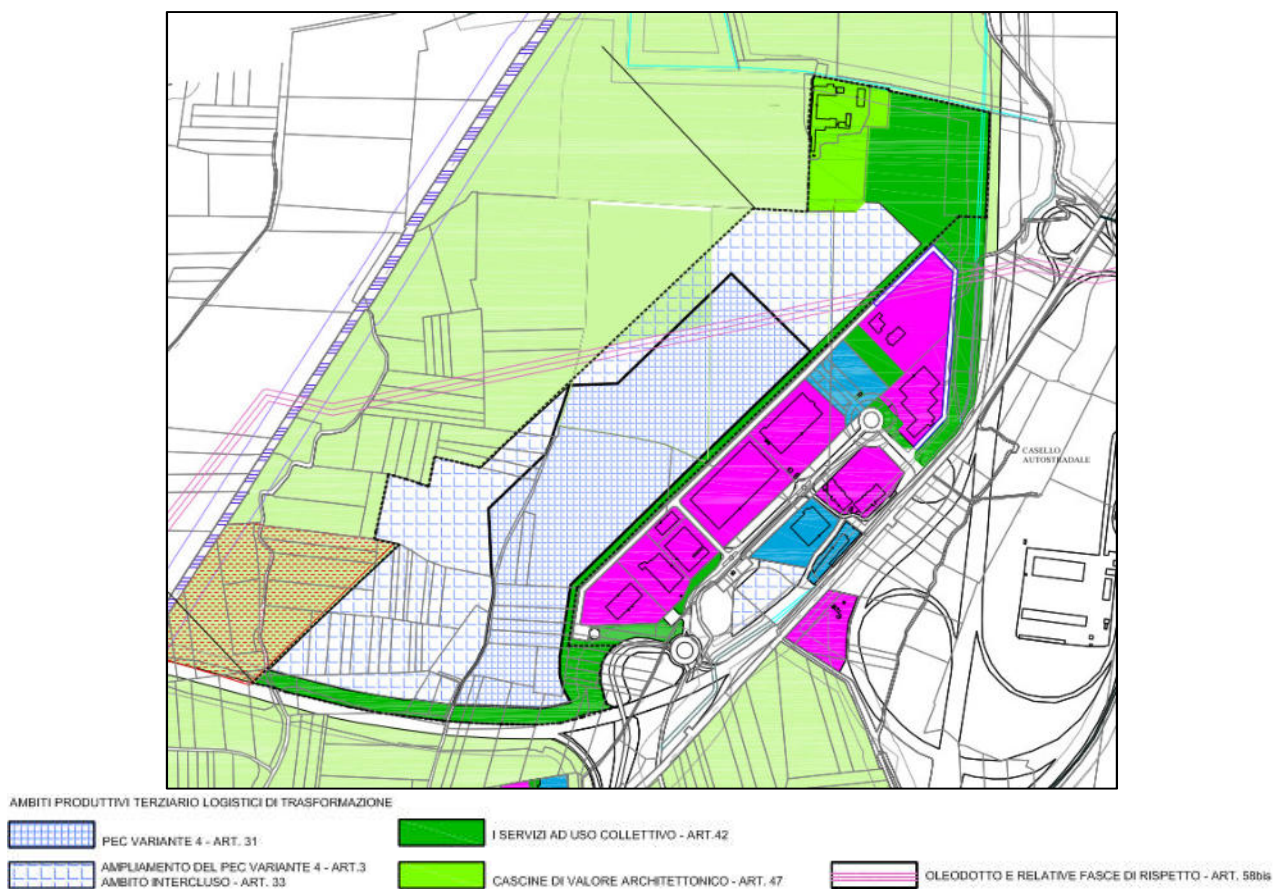 CASELLO
AUTOSTRADALE
AMBITI PRODUTTIVI TERZIARIO LOGISTICI DI TRASFORMAZIONE
PEC VARIANTE 4 - ART. 31
AMPLIAMENTO DEL PEC VARIANTE 4 - ART.3
AMBITO INTERCLUSO - ART. 33
I SERVIZI AD USO COLLETTIVO - ART.42
CASCINE DI VALORE ARCHITETTONICO - ART. 47
OLEODOTTO E RELATIVE FASCE DI RISPETTO - ART. 58bis